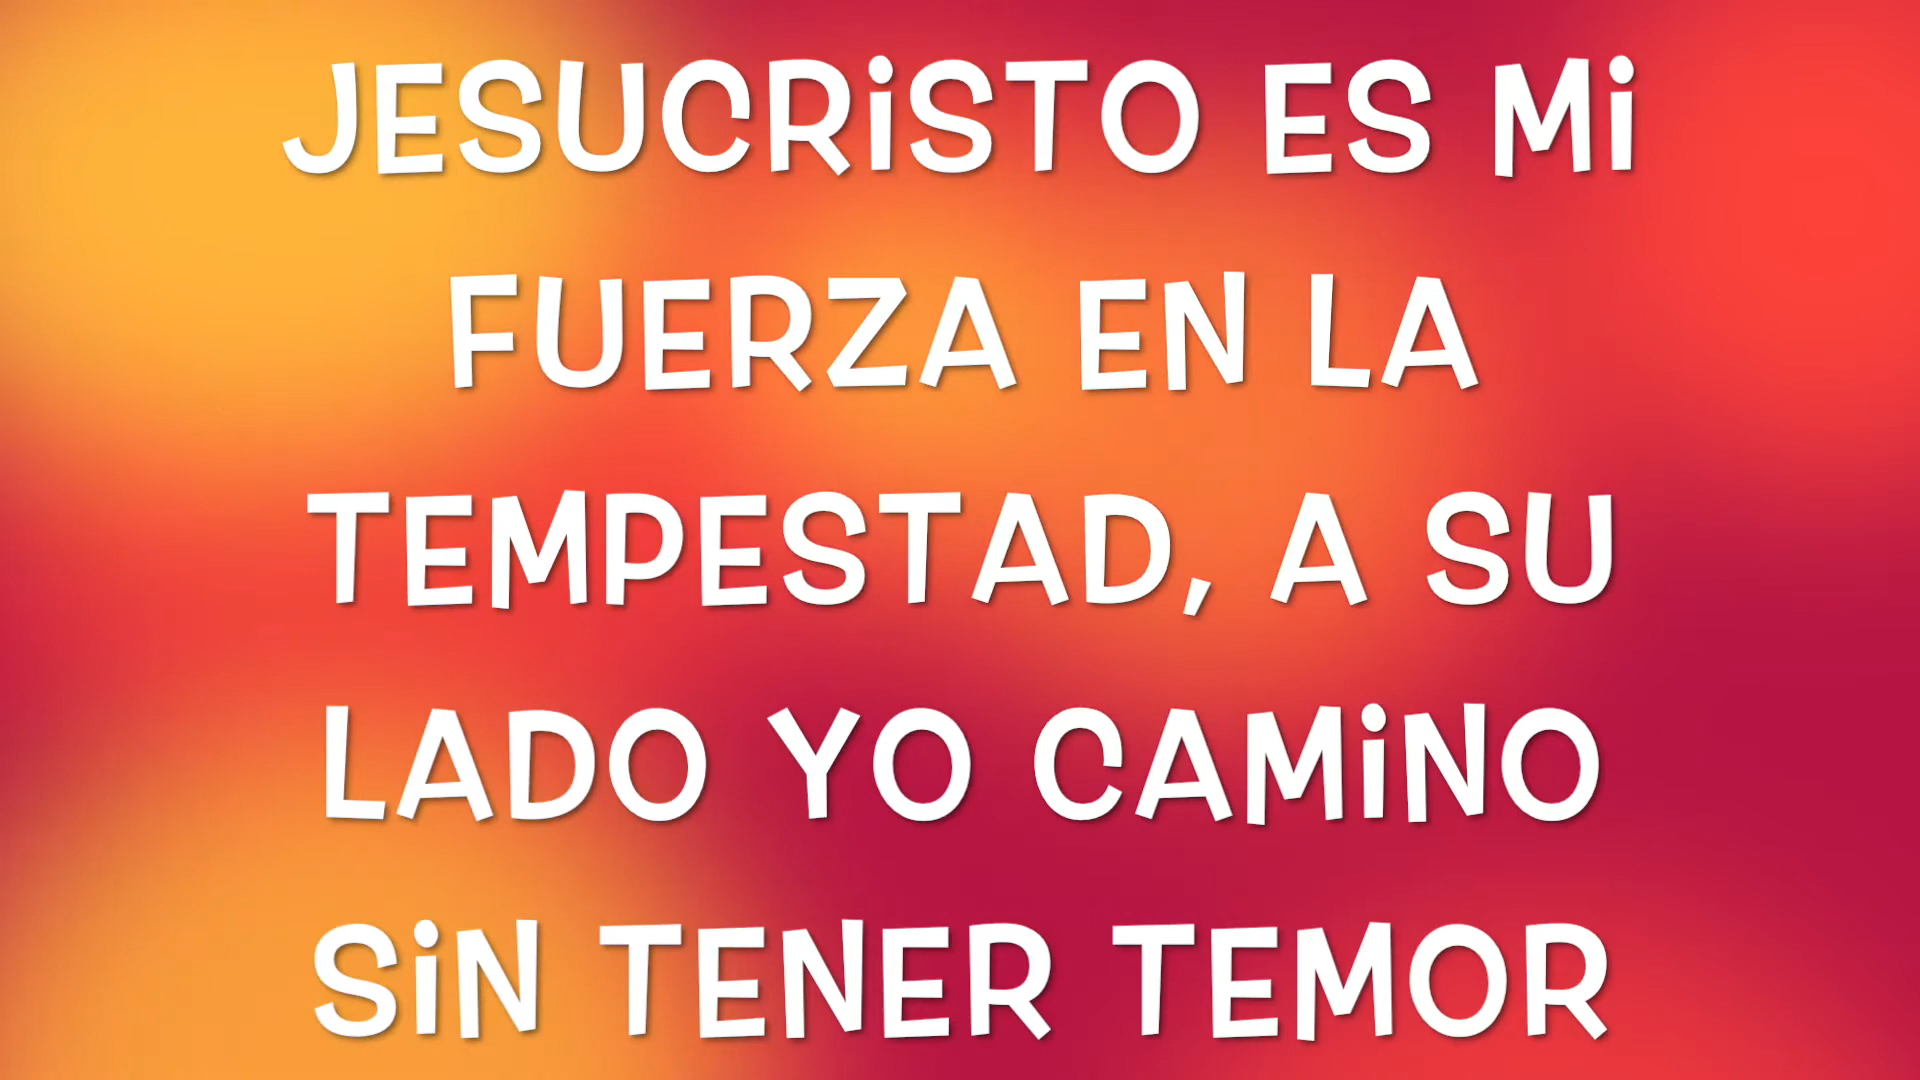 JESUCRiSTO ES Mi
FUERZA EN LA
TEMPESTAD, A SU
LADO YO CAMiNO
SiN TENER TEMOR